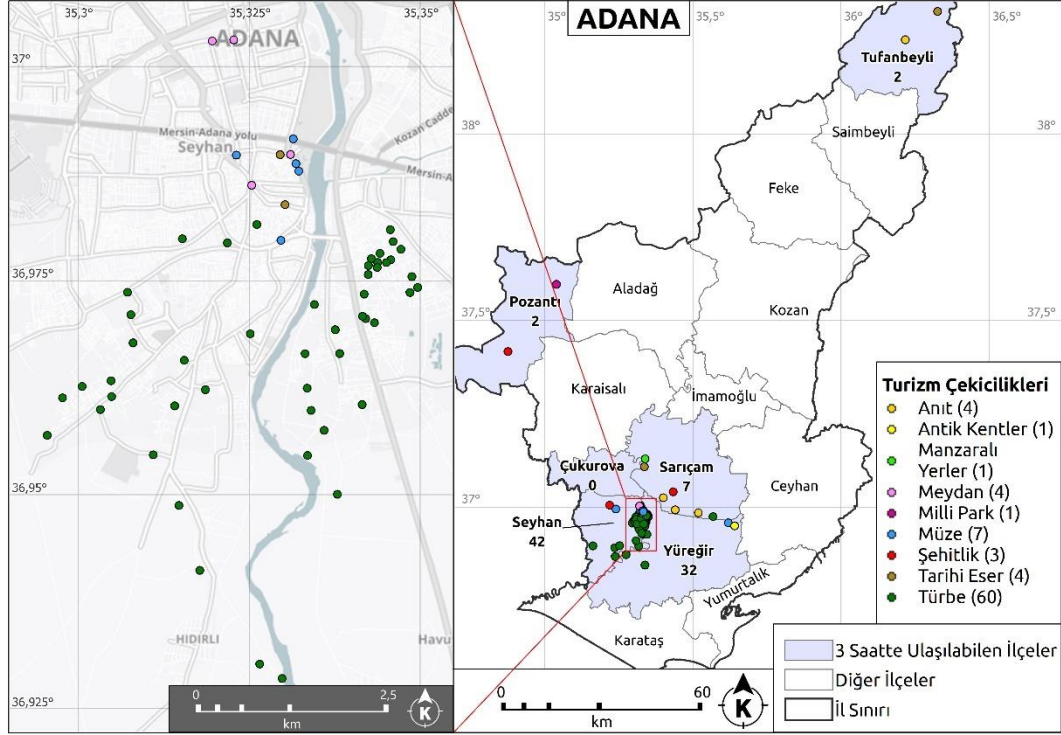 35,3°
35,325°
35,35°
37°
ADANA
Mersin-Adana yolu
Seyhan
Kozan Cadde
Mersin-A
36,975°
36,95°
HIDIRLI
Havu
36,925°
0
2,5
km
K
ADANA
35°
35,5°
36°
36,5°
Tufanbeyli
2
38°
38°
Saimbeyli
Feke
Pozantı
2
Aladağ
Kozan
37,5°
37,5°
Karaisalı
İmamoğlu
Çukurova
0
Sarıçam
7
Ceyhan
37°
Seyhan
42
Yüreğir
32
Yumurtalık
Karataş
Turizm Çekicilikleri
Anıt (4)
Antik Kentler (1)
Manzaralı
Yerler (1)
Meydan (4)
Milli Park (1)
Müze (7)
Şehitlik (3)
Tarihi Eser (4)
Türbe (60)
3 Saatte Ulaşılabilen İlçeler
Diğer İlçeler
İl Sınırı
0
60
km
K